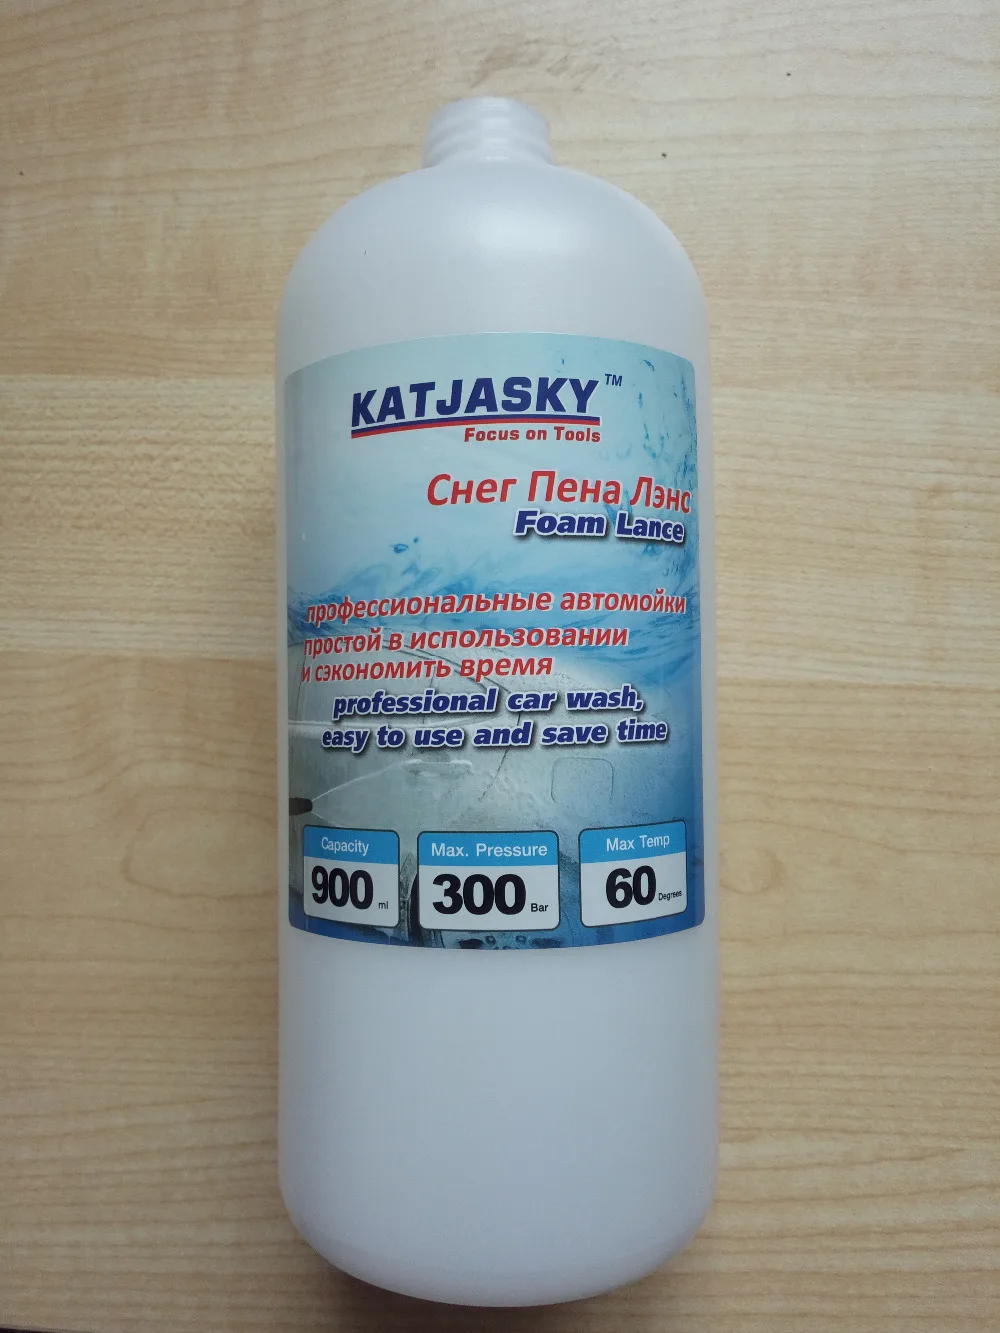 KATJASKY™
Focus on Tools
Снег Пена Лэнс
Foam Lance
профессиональные автомойки
простой в использовании
и сэкономить время
professional car wash,
easy to use and save time
Capacity
900 ml
Max. Pressure
300 Bar
Max Temp
60 Degrees